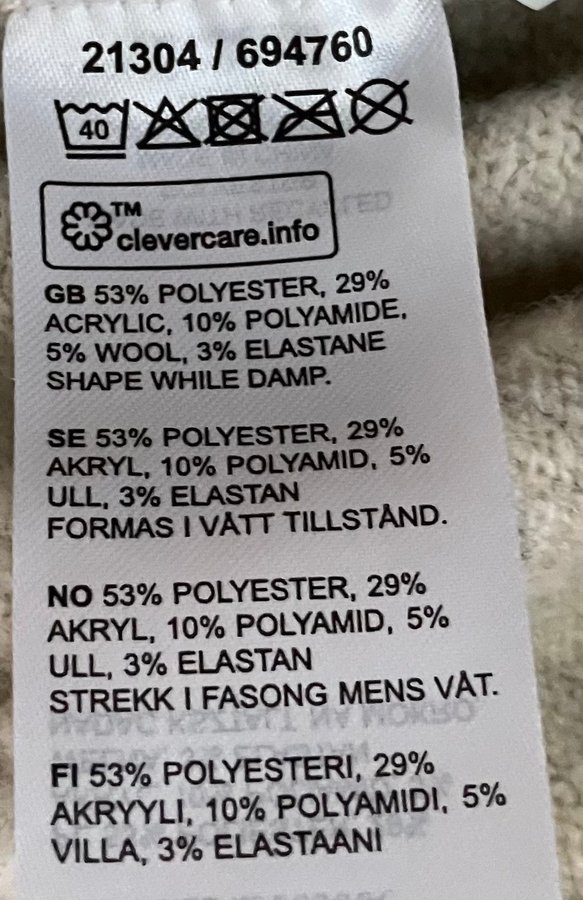 21304 / 694760
40
TM
clevercare.info
GB 53% POLYESTER, 29%
ACRYLIC, 10% POLYAMIDE,
5% WOOL, 3% ELASTANE
SHAPE WHILE DAMP.
SE 53% POLYESTER, 29%
AKRYL, 10% POLYAMID, 5%
ULL, 3% ELASTAN
FORMAS I VÅTT TILLSTÅND.
NO 53% POLYESTER, 29%
AKRYL, 10% POLYAMID, 5%
ULL, 3% ELASTAN
STREKK I FASONG MENS VÅT.
FI 53% POLYESTERI, 29%
AKRYYLI, 10% POLYAMIDI, 5%
VILLA, 3% ELASTAANI